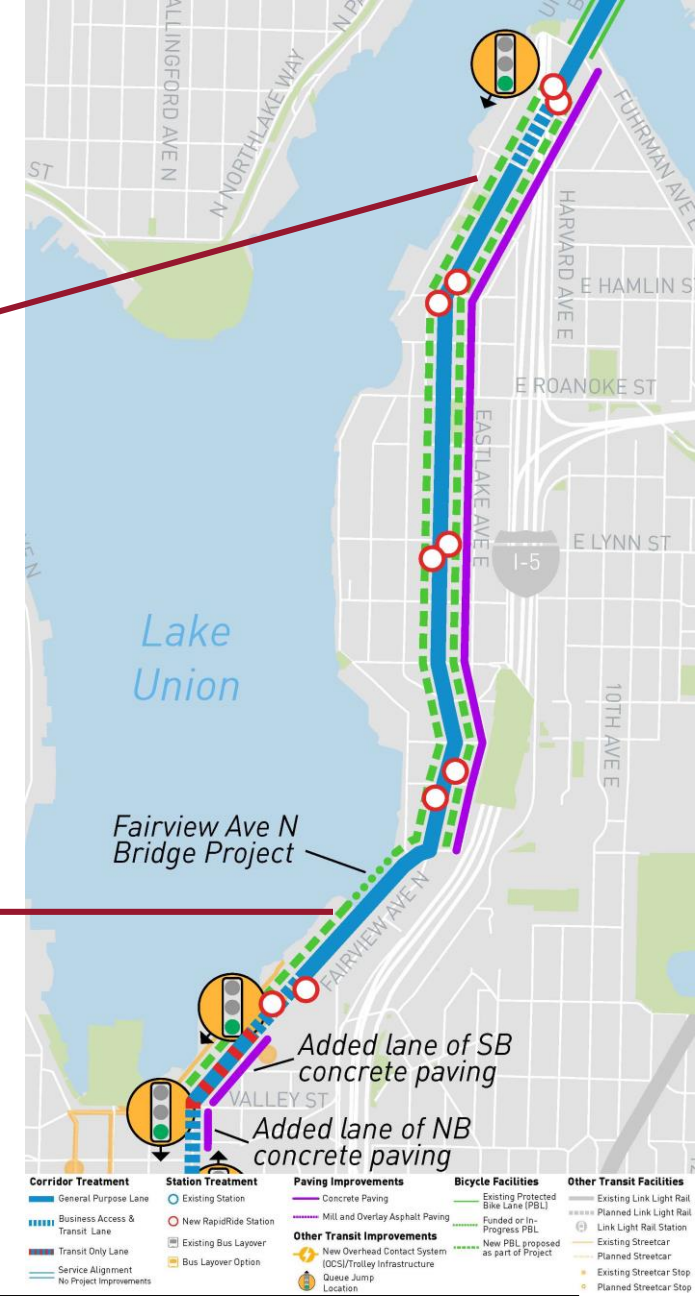 ALLINGFORD AVE N
N PA
N NORTHLAKE WAY
ST
FUHRMAN AVE E
HARVARD AVE E
E HAMLIN S
E ROANOKE ST
EASTLAKE AVE E
I-5
E LYNN ST
Lake
Union
10TH AVE E
Fairview Ave N
Bridge Project
FAIRVIEW AVE N
Added lane of SB
concrete paving
VALLEY ST
Added lane of NB
concrete paving
Corridor Treatment
General Purpose Lane
Business Access &
Transit Lane
Transit Only Lane
Service Alignment
No Project Improvements
Station Treatment
Existing Station
New RapidRide Station
Existing Bus Layover
Bus Layover Option
Paving Improvements
Concrete Paving
Mill and Overlay Asphalt Paving
Other Transit Improvements
New Overhead Contact System
(OCS)/Trolley Infrastructure
Queue Jump
Location
Bicycle Facilities
Existing Protected
Bike Lane (PBL)
Funded or In-
Progress PBL
New PBL proposed
as part of Project
Other Transit Facilities
Existing Link Light Rail
Planned Link Light Rail
Link Light Rail Station
Existing Streetcar
Planned Streetcar
Existing Streetcar Stop
Planned Streetcar Stop